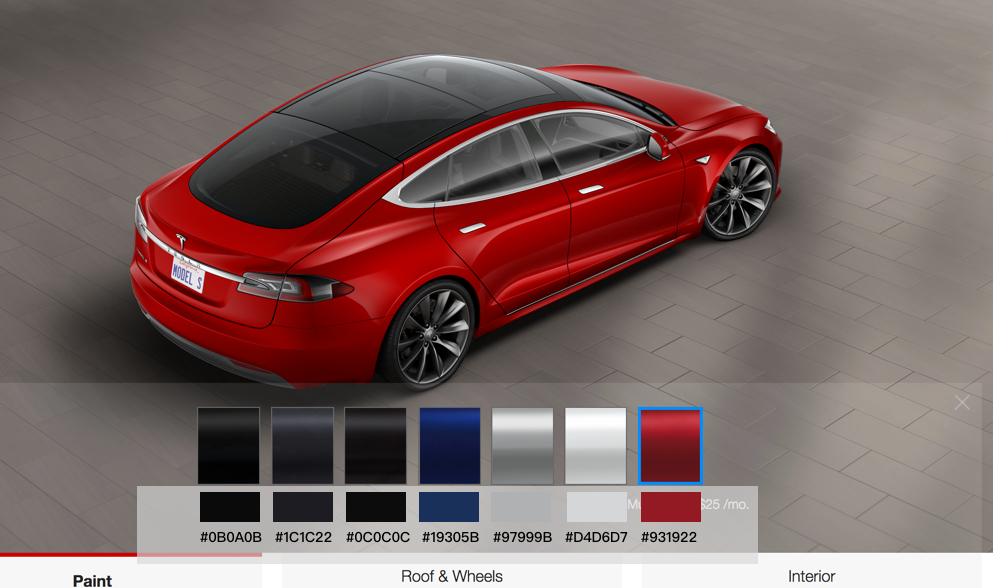 MODEL S
$25 /mo.
#0B0A0B #1C1C22 #0C0C0C #19305B #97999B #D4D6D7 #931922
Paint
Roof & Wheels
Interior